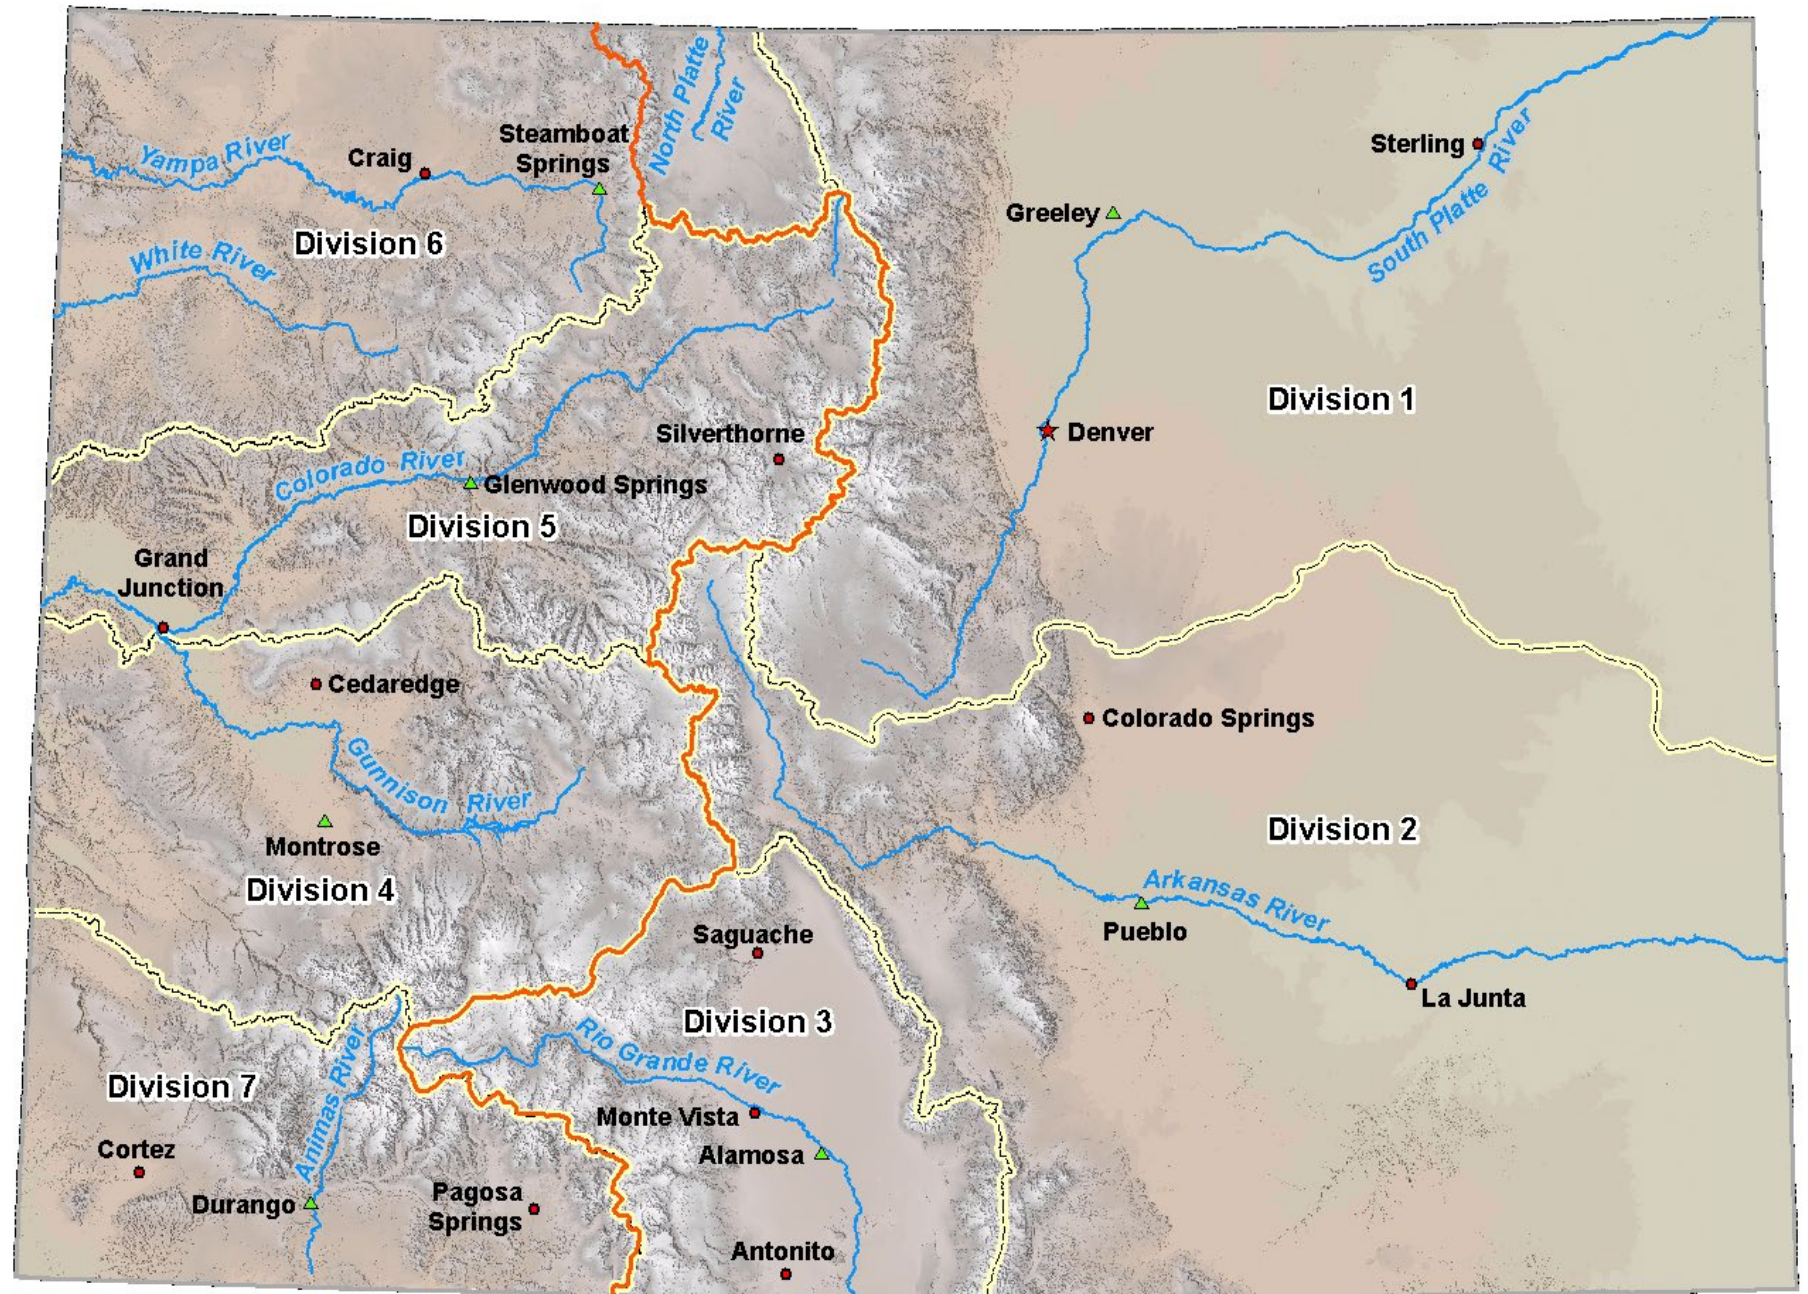 North Platte
River
Steamboat
Springs
Yampa River
Craig
Sterling
South Platte River
Greeley
Division 6
White River
Division 1
Silverthorne
Denver
Colorado River
Glenwood Springs
Division 5
Grand
Junction
Cedaredge
Colorado Springs
Gunnison River
Montrose
Division 2
Division 4
Arkansas River
Saguache
Pueblo
La Junta
Division 3
Rio Grande River
Animas River
Division 7
Monte Vista
Cortez
Alamosa
Durango
Pagosa
Springs
Antonito